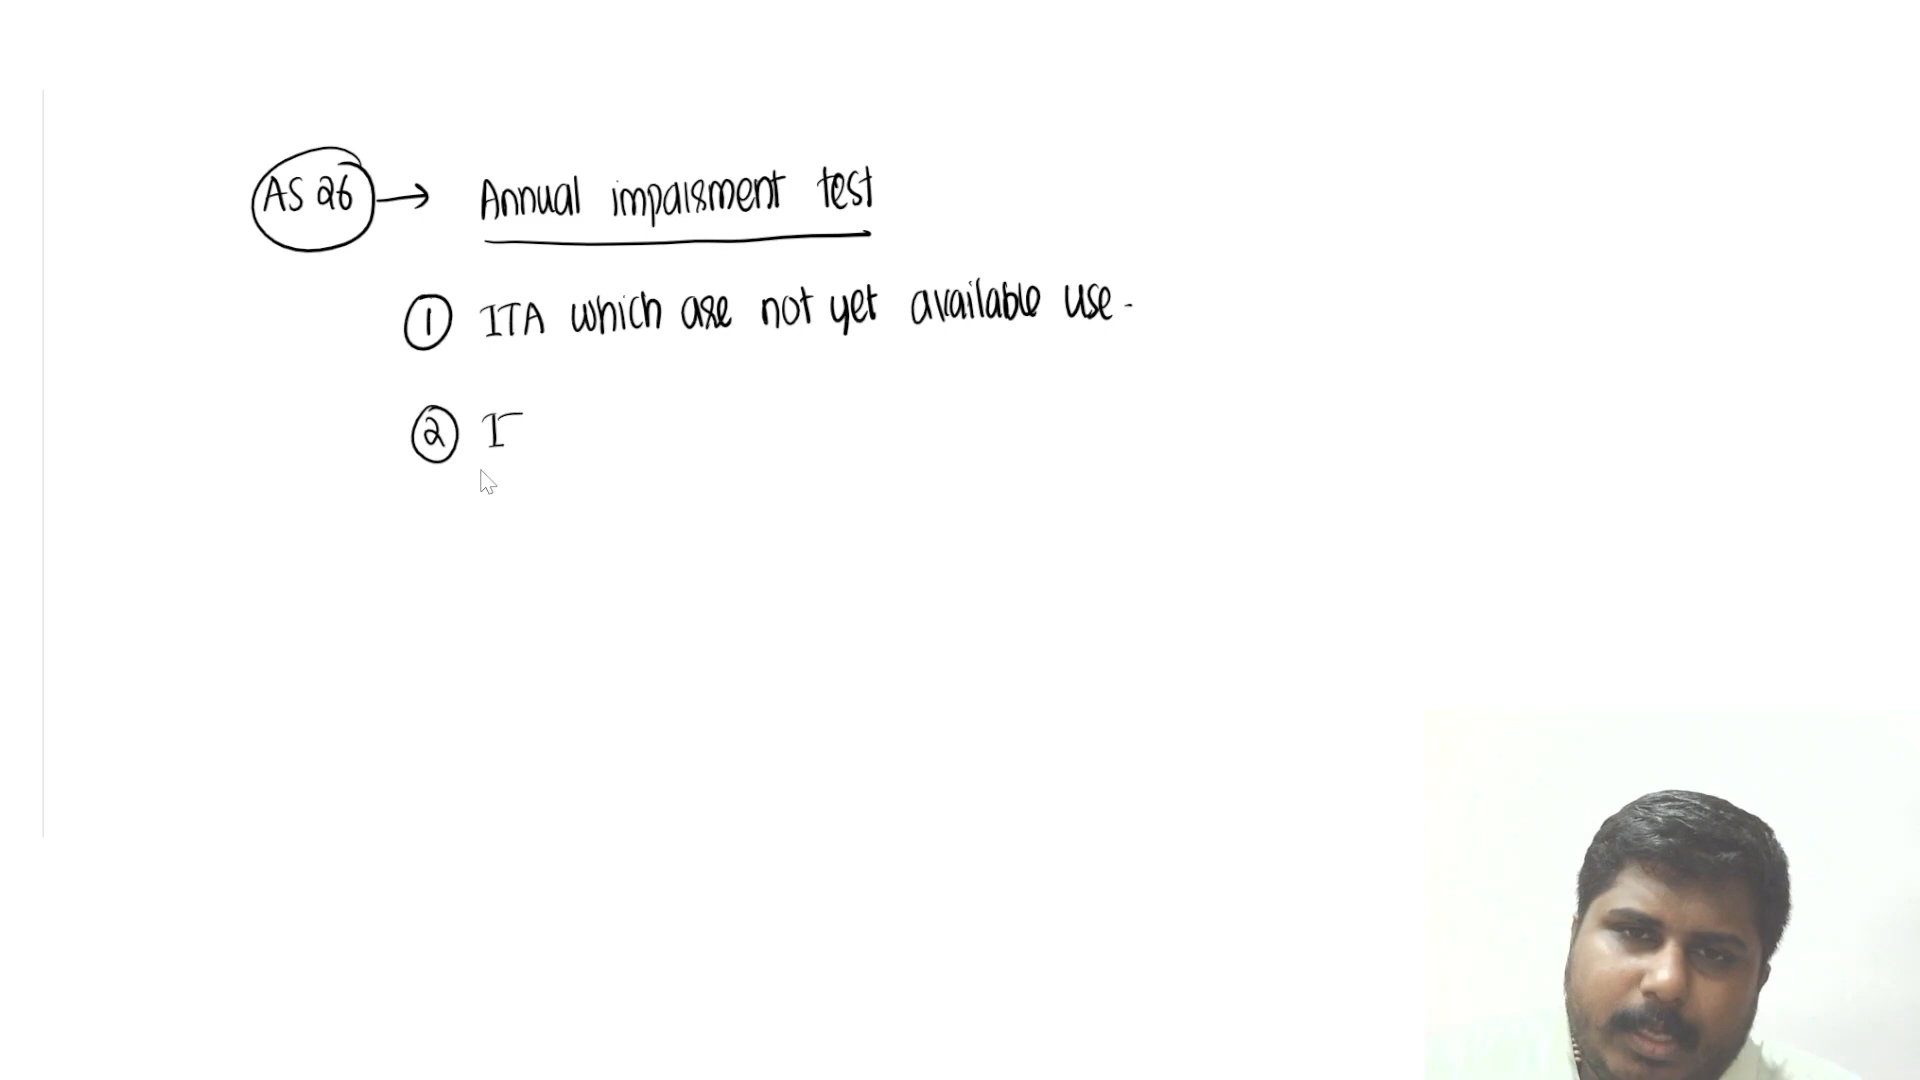 AS 26 → Annual impairment test
① ITA which are not yet available use.
② I